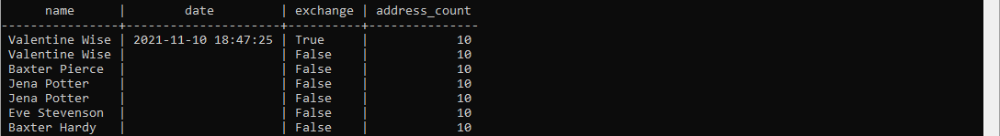 name | date | exchange | address_count
----------------+---------------------+----------+---------------
Valentine Wise | 2021-11-10 18:47:25 | True | 10
Valentine Wise | | False | 10
Baxter Pierce | | False | 10
Jena Potter | | False | 10
Jena Potter | | False | 10
Eve Stevenson | | False | 10
Baxter Hardy | | False | 10